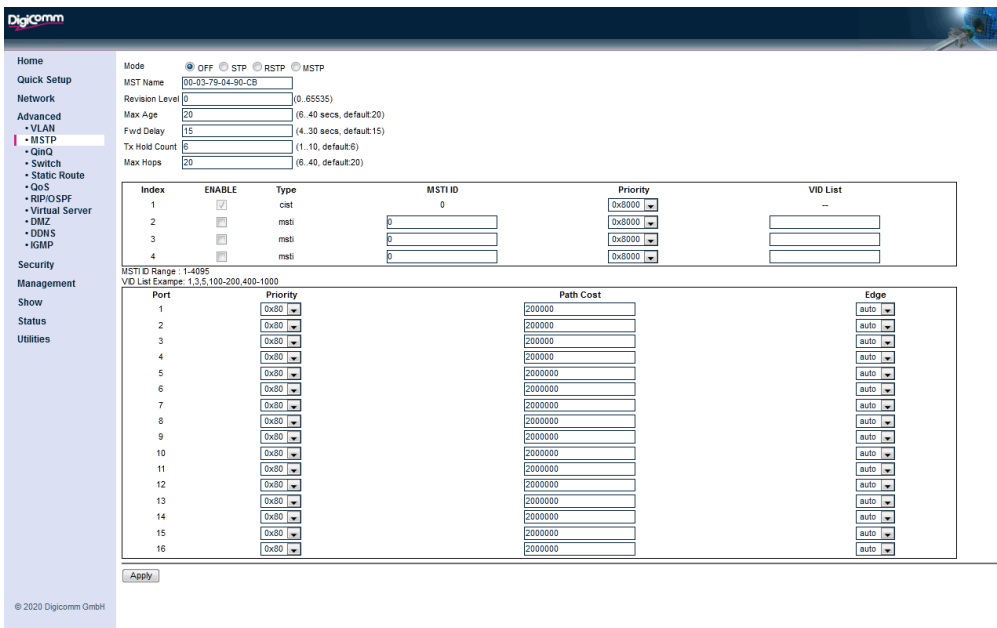 Digicomm
Home
Quick Setup
Network
Advanced
• VLAN
• MSTP
• QinQ
• Switch
• Static Route
• QoS
• RIP/OSPF
• Virtual Server
• DMZ
• DDNS
• IGMP
Security
Management
Show
Status
Utilities
© 2020 Digicomm GmbH
Mode OFF STP RSTP MSTP
MST Name 00-03-79-04-90-CB
Revision Level 0 (0..65535)
Max Age 20 (6..40 secs, default:20)
Fwd Delay 15 (4..30 secs, default:15)
Tx Hold Count 6 (1..10, default:6)
Max Hops 20 (6..40, default:20)
Index ENABLE Type MSTI ID Priority VID List
1 cist 0 0x8000 --
2 msti 0 0x8000
3 msti 0 0x8000
4 msti 0 0x8000
MSTI ID Range : 1-4095
VID List Exampe: 1,3,5,100-200,400-1000
Port Priority Path Cost Edge
1 0x80 200000 auto
2 0x80 200000 auto
3 0x80 200000 auto
4 0x80 200000 auto
5 0x80 2000000 auto
6 0x80 2000000 auto
7 0x80 2000000 auto
8 0x80 2000000 auto
9 0x80 2000000 auto
10 0x80 2000000 auto
11 0x80 2000000 auto
12 0x80 2000000 auto
13 0x80 2000000 auto
14 0x80 2000000 auto
15 0x80 2000000 auto
16 0x80 2000000 auto
Apply